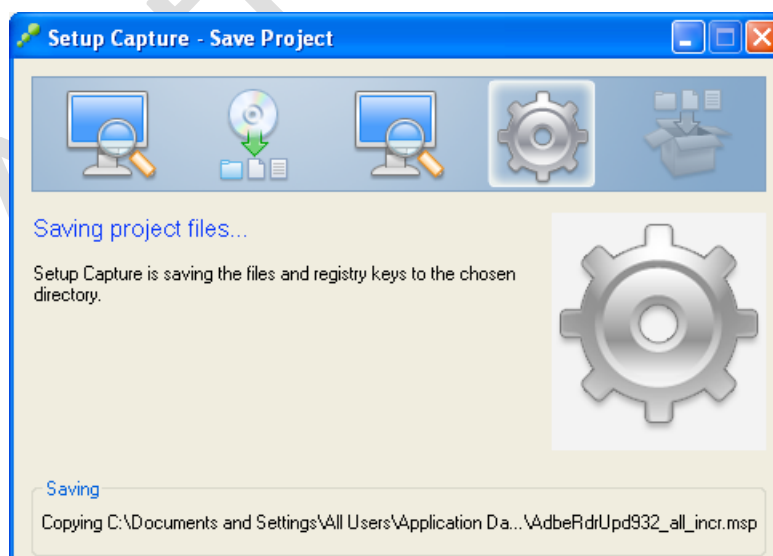 Setup Capture - Save Project
Saving project files...
Setup Capture is saving the files and registry keys to the chosen
directory.
Saving
Copying C:\Documents and Settings\All Users\Application Da...\AdbeRdrUpd932_all_incr.msp